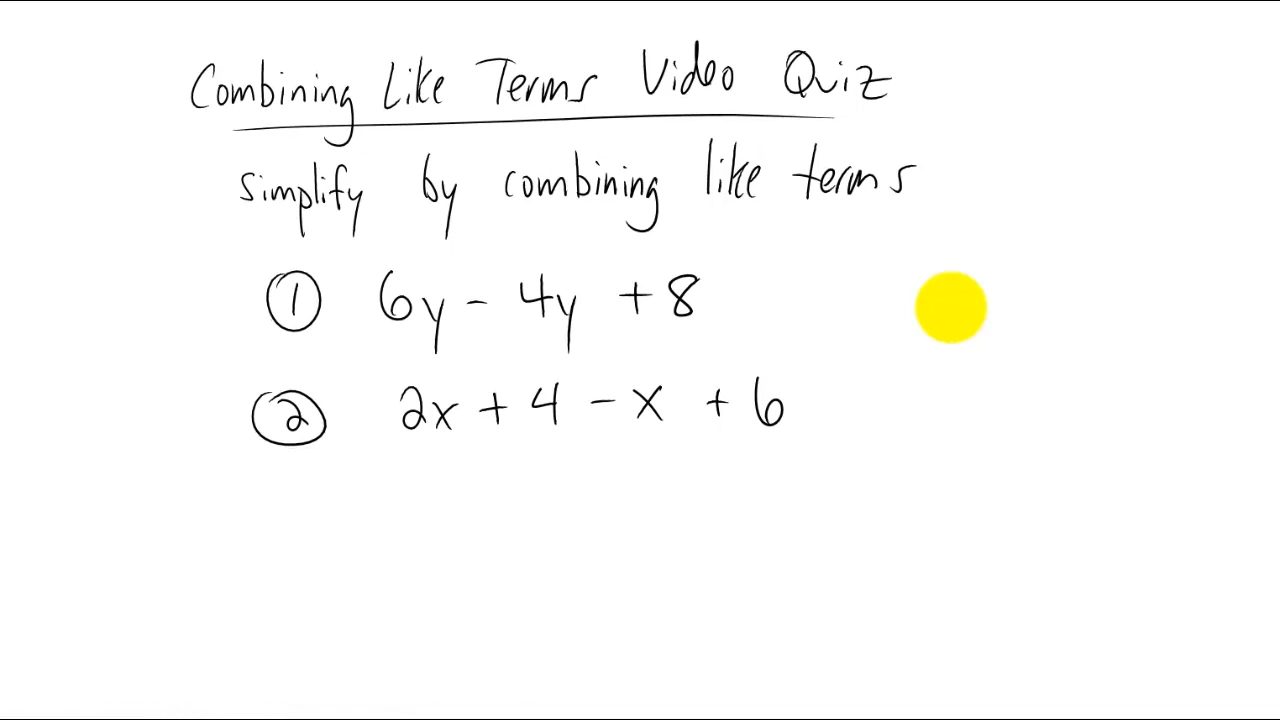 Combining Like Terms Video Quiz
simplify by combining like terms
① 6y - 4y + 8
② 2x + 4 - x + 6